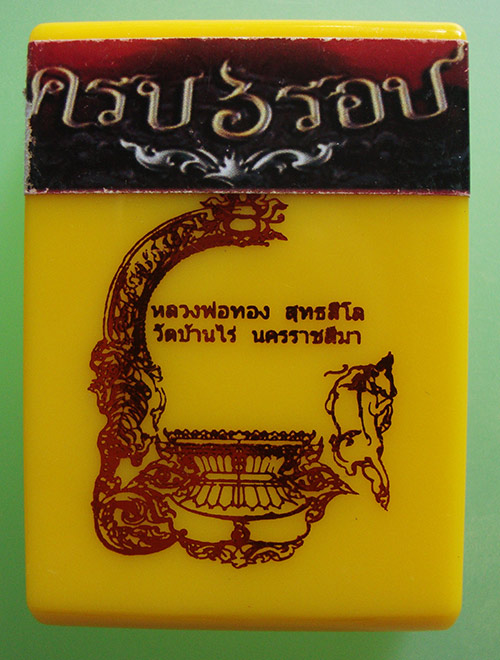 ครบ ๖ รอบ
หลวงพ่อทอง สุทธสีโล
วัดบ้านไร่ นครราชสีมา